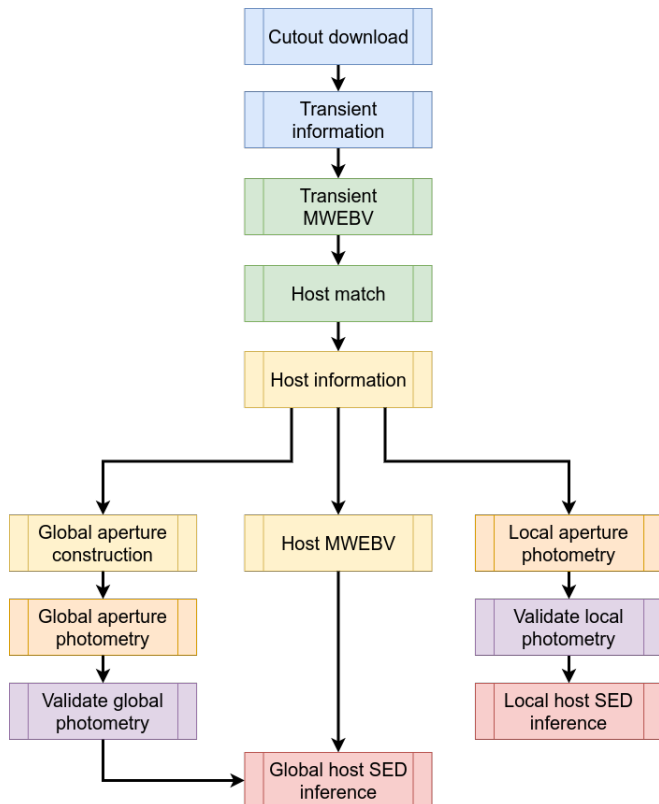 Cutout download
Transient
information
Transient
MWEBV
Host match
Host information
Global aperture
construction
Host MWEBV
Local aperture
photometry
Global aperture
photometry
Validate local
photometry
Validate global
photometry
Local host SED
inference
Global host SED
inference